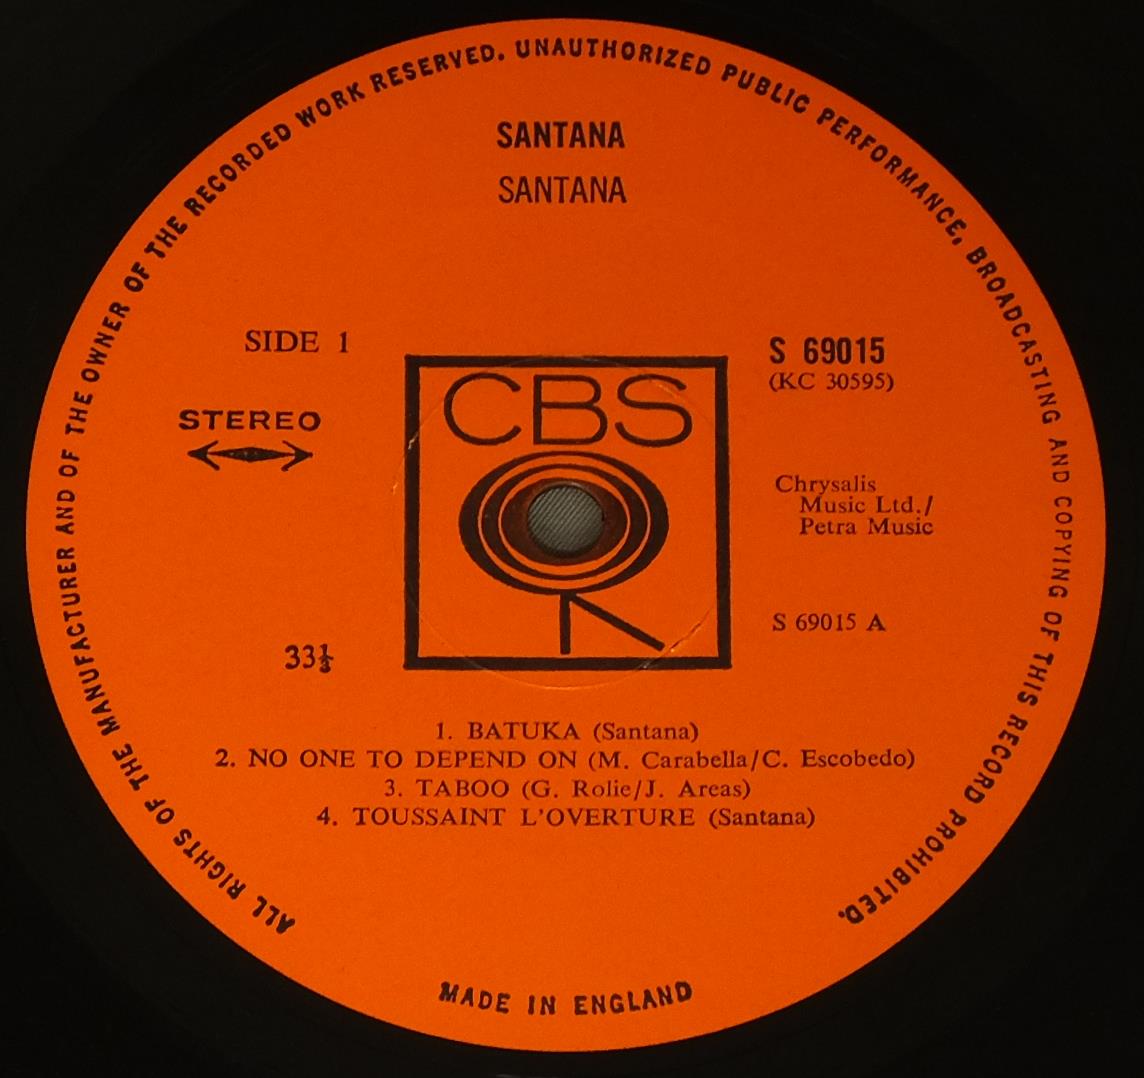 ALL RIGHTS OF THE MANUFACTURER AND OF THE OWNER OF THE RECORDED WORK RESERVED. UNAUTHORIZED PUBLIC PERFORMANCE, BROADCASTING AND COPYING OF THIS RECORD PROHIBITED.
SANTANA
SANTANA
SIDE 1
STEREO
33⅓
CBS
S 69015
(KC 30595)
Chrysalis
Music Ltd./
Petra Music
S 69015 A
1. BATUKA (Santana)
2. NO ONE TO DEPEND ON (M. Carabella/C. Escobedo)
3. TABOO (G. Rolie/J. Areas)
4. TOUSSAINT L'OVERTURE (Santana)
MADE IN ENGLAND